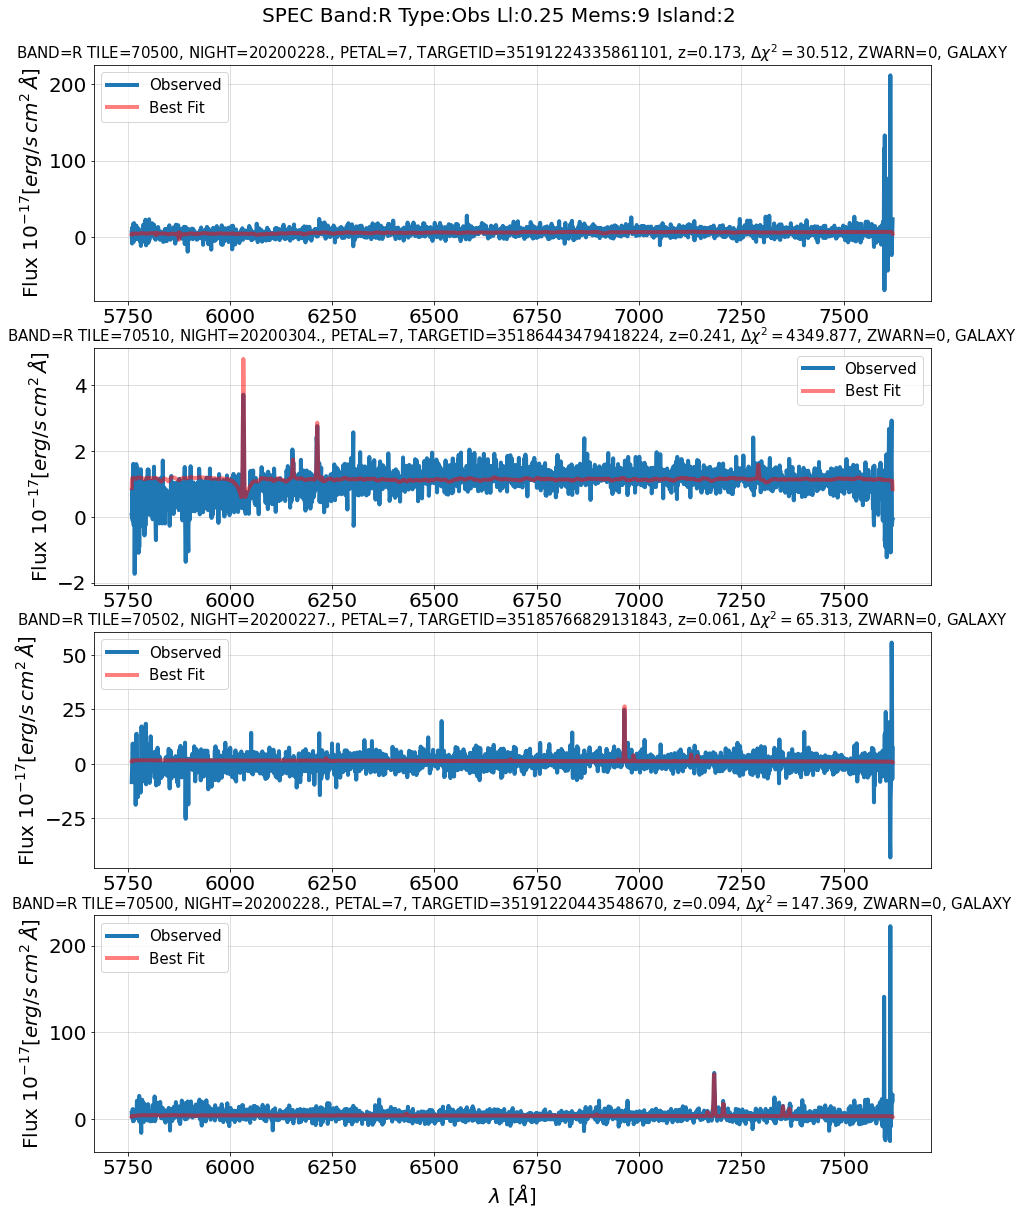 SPEC Band:R Type:Obs Ll:0.25 Mems:9 Island:2
BAND=R TILE=70500, NIGHT=20200228., PETAL=7, TARGETID=35191224335861101, z=0.173, Δχ² = 30.512, ZWARN=0, GALAXY
Flux 10⁻¹⁷[erg/s cm² Å]
200
100
0
Observed
Best Fit
5750 6000 6250 6500 6750 7000 7250 7500
BAND=R TILE=70510, NIGHT=20200304., PETAL=7, TARGETID=35186443479418224, z=0.241, Δχ² = 4349.877, ZWARN=0, GALAXY
Flux 10⁻¹⁷[erg/s cm² Å]
4
2
0
−2
Observed
Best Fit
5750 6000 6250 6500 6750 7000 7250 7500
BAND=R TILE=70502, NIGHT=20200227., PETAL=7, TARGETID=35185766829131843, z=0.061, Δχ² = 65.313, ZWARN=0, GALAXY
Flux 10⁻¹⁷[erg/s cm² Å]
50
25
0
−25
Observed
Best Fit
5750 6000 6250 6500 6750 7000 7250 7500
BAND=R TILE=70500, NIGHT=20200228., PETAL=7, TARGETID=35191220443548670, z=0.094, Δχ² = 147.369, ZWARN=0, GALAXY
Flux 10⁻¹⁷[erg/s cm² Å]
200
100
0
Observed
Best Fit
5750 6000 6250 6500 6750 7000 7250 7500
λ [Å]